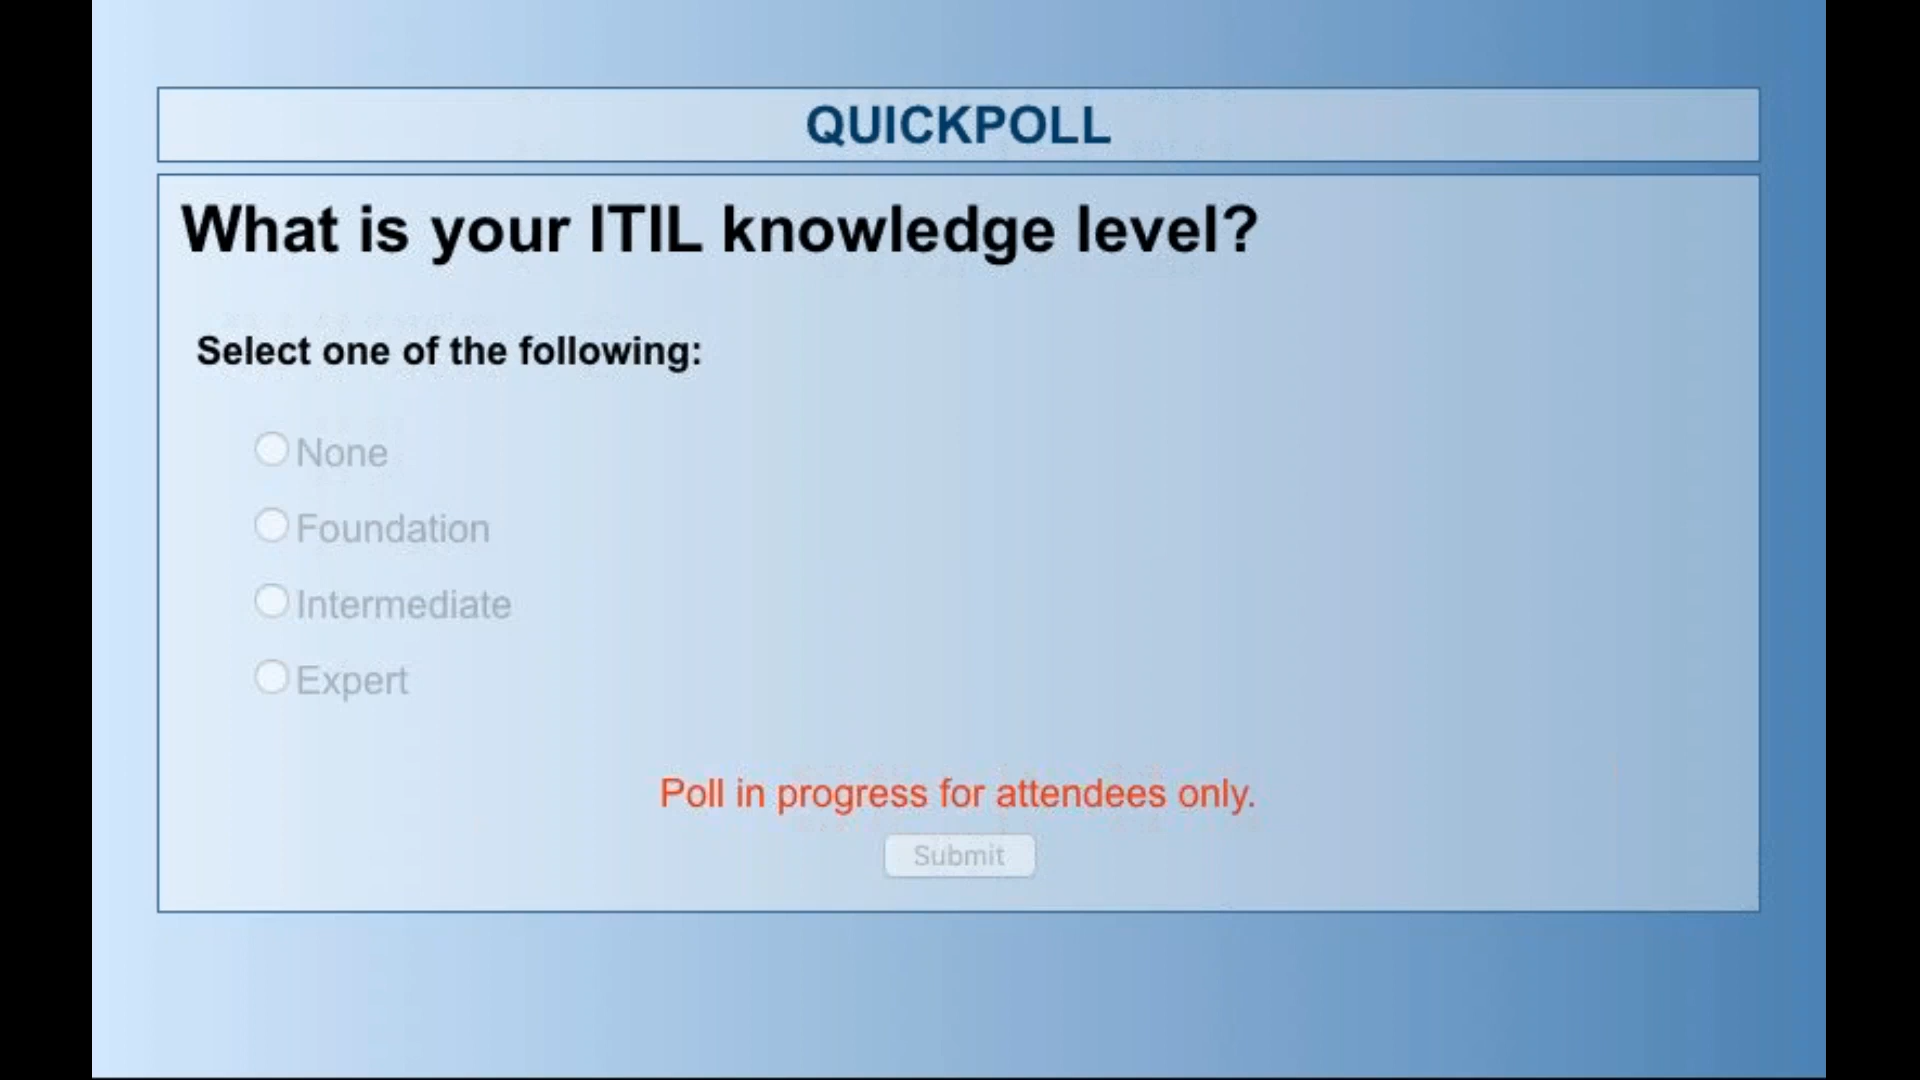 QUICKPOLL
What is your ITIL knowledge level?
Select one of the following:
None
Foundation
Intermediate
Expert
Poll in progress for attendees only.
Submit